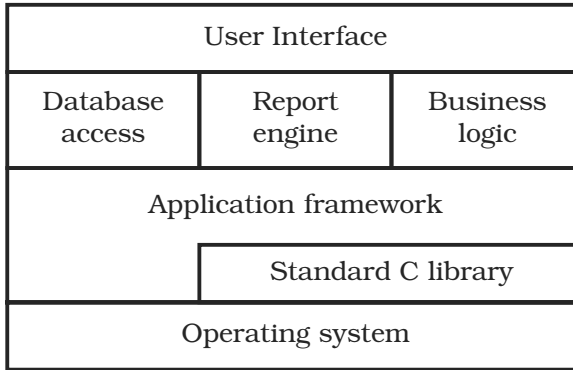 User Interface
Database
access
Report
engine
Business
logic
Application framework
Standard C library
Operating system